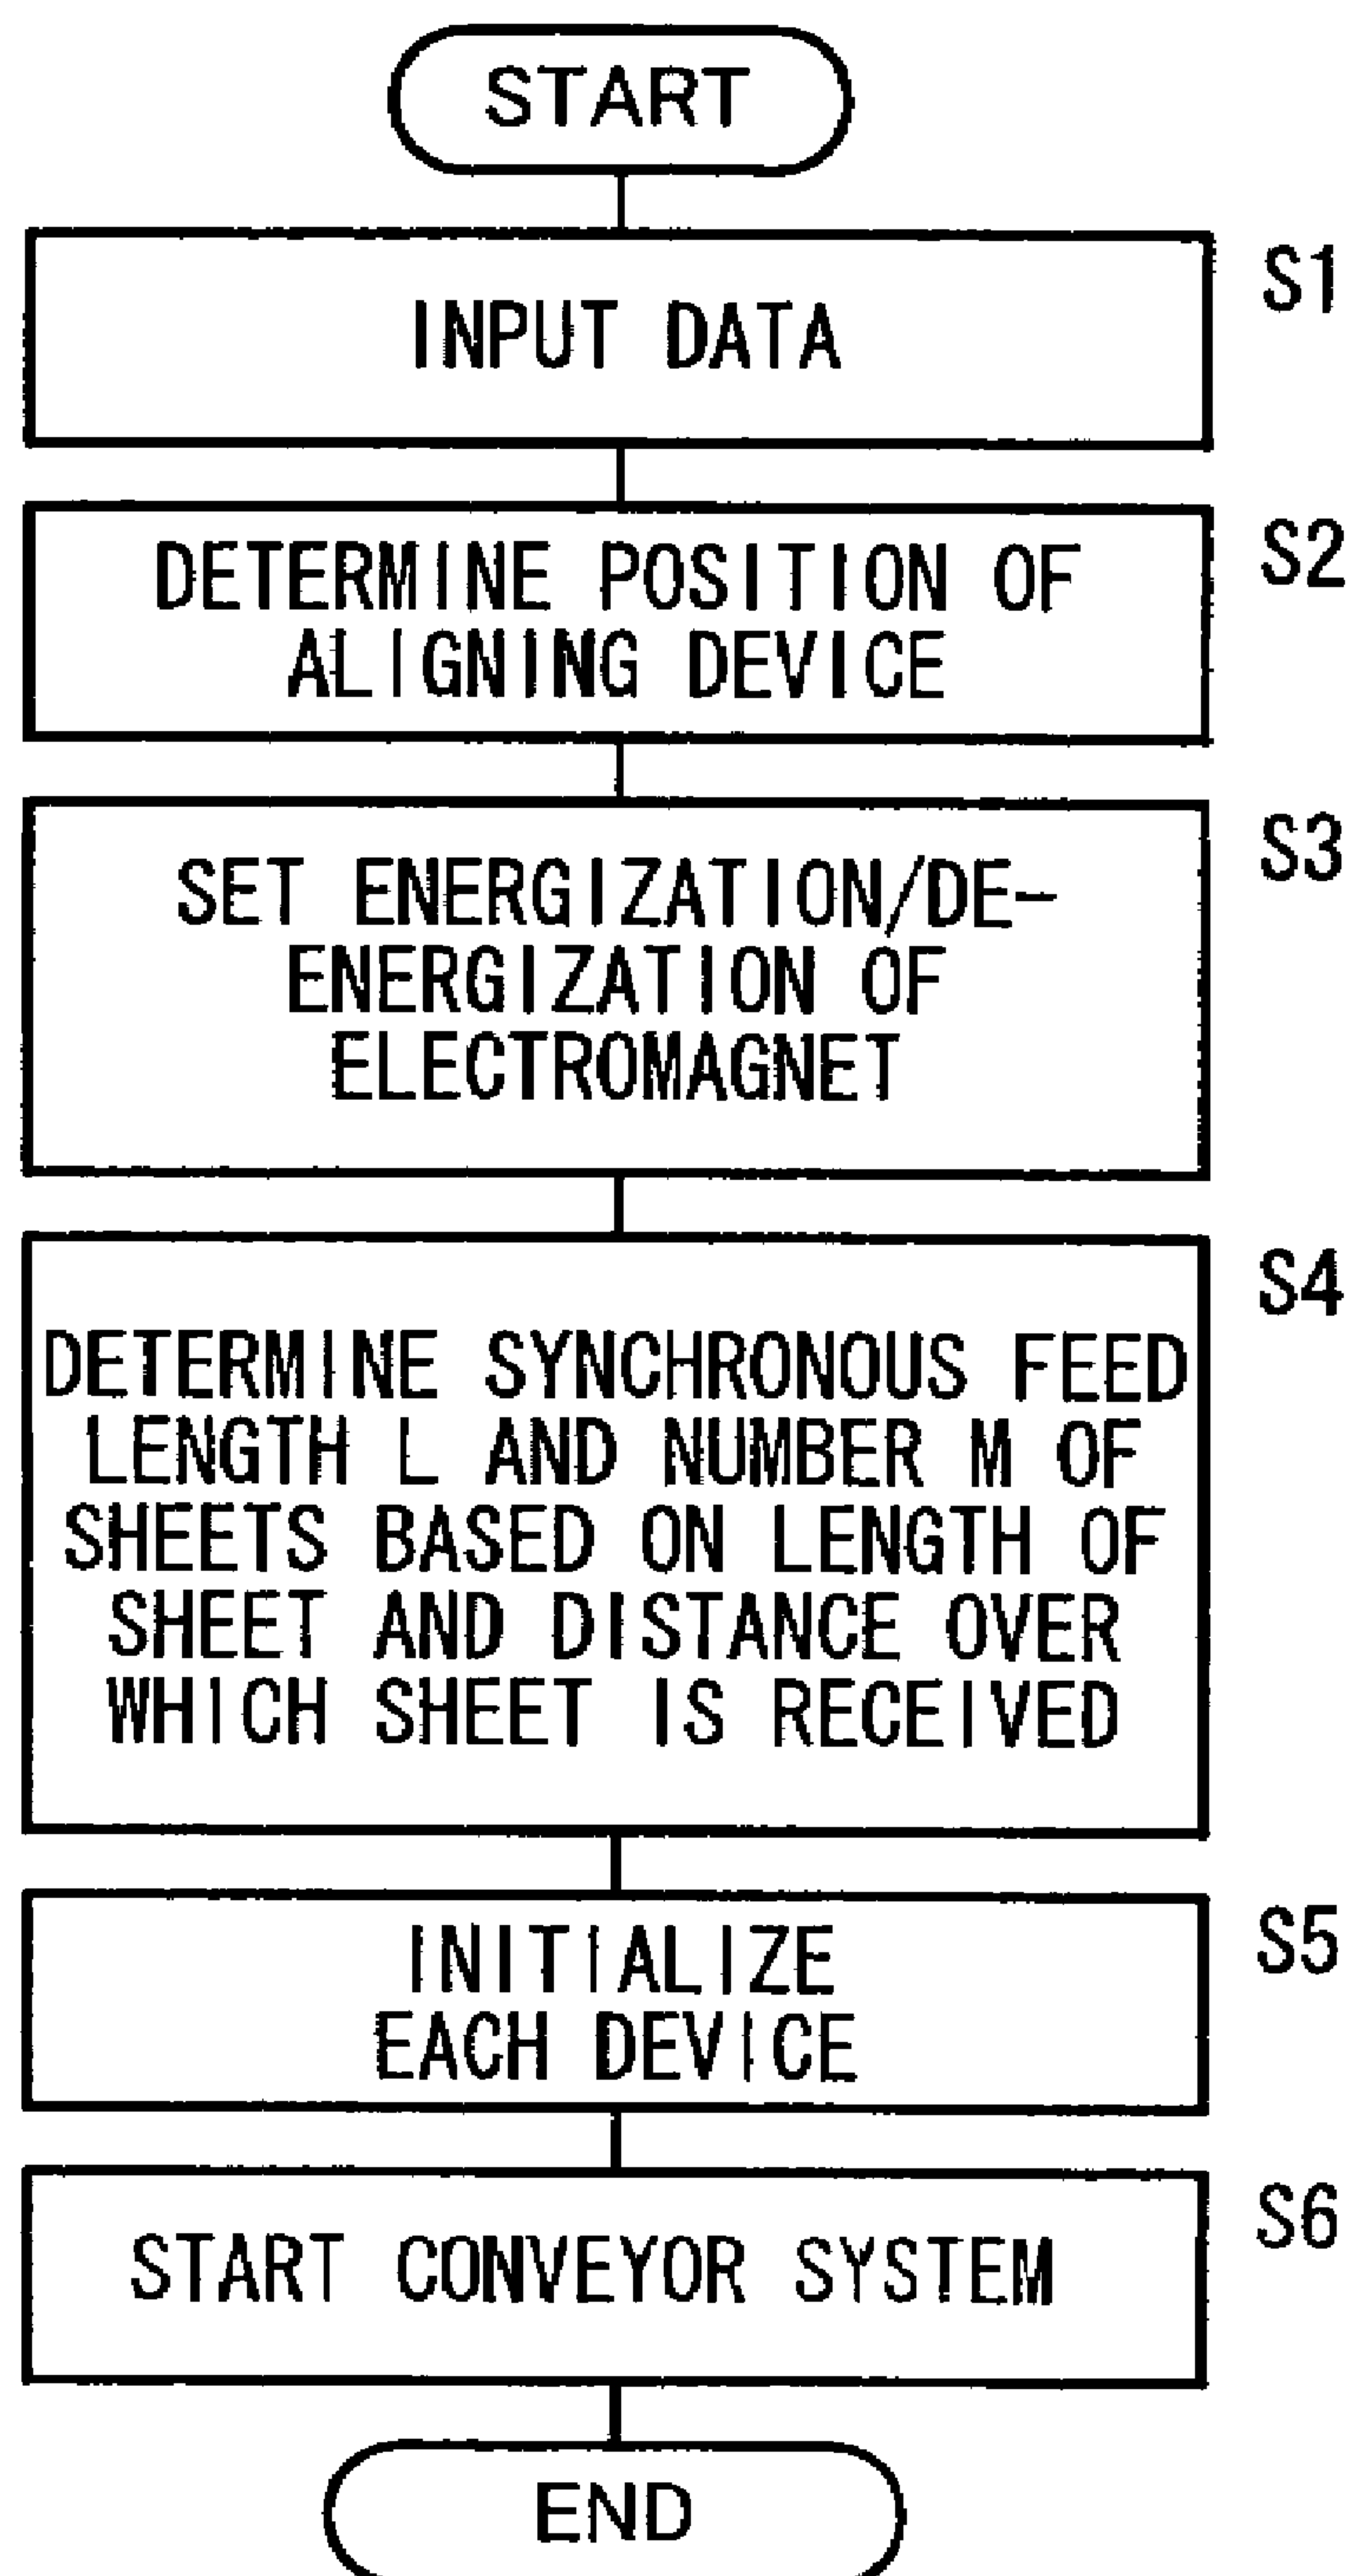 START
S1
INPUT DATA
S2
DETERMINE POSITION OF
ALIGNING DEVICE
S3
SET ENERGIZATION/DE-
ENERGIZATION OF
ELECTROMAGNET
S4
DETERMINE SYNCHRONOUS FEED
LENGTH L AND NUMBER M OF
SHEETS BASED ON LENGTH OF
SHEET AND DISTANCE OVER
WHICH SHEET IS RECEIVED
S5
INITIALIZE
EACH DEVICE
S6
START CONVEYOR SYSTEM
END